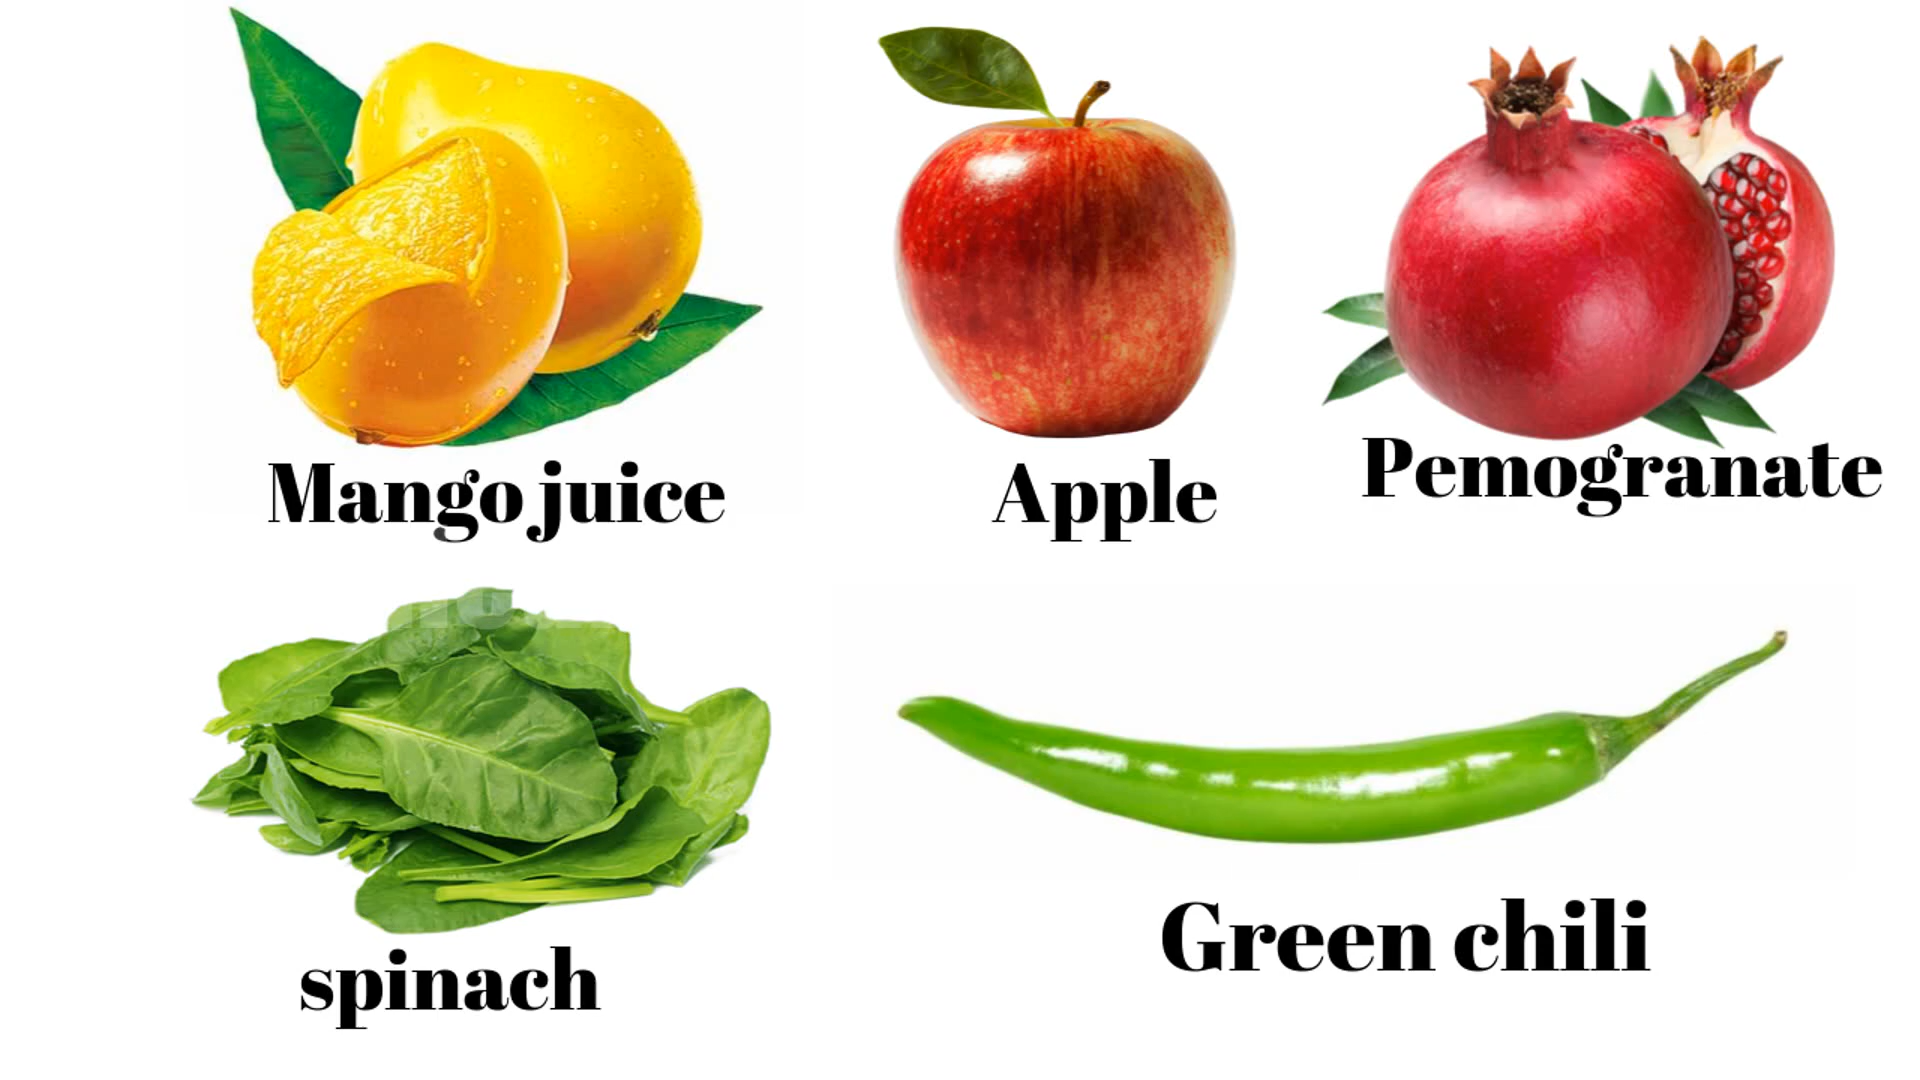 Mango juice
Apple
Pemogranate
spinach
Green chili